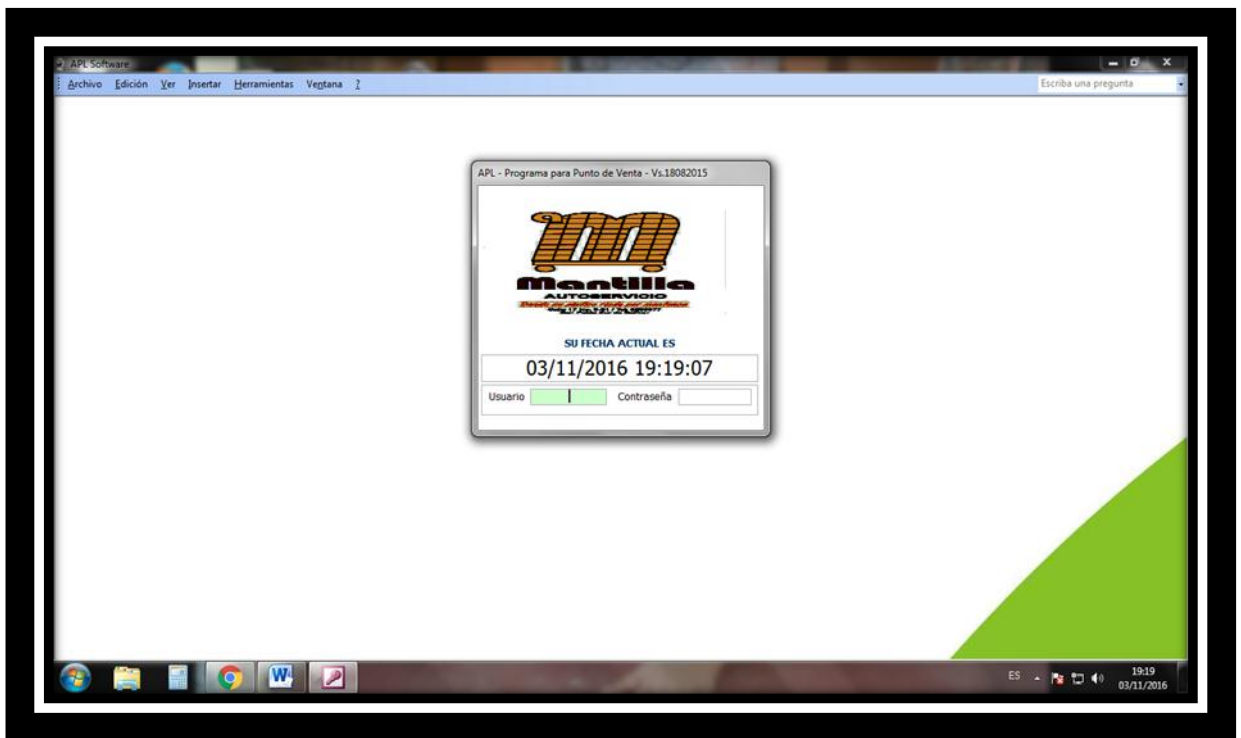 APL Software
Archivo Edición Ver Insertar Herramientas Ventana ?
Escriba una pregunta
APL - Programa para Punto de Venta - Vs.18082015
Mantilla
AUTOSERVICIO
SU FECHA ACTUAL ES
03/11/2016 19:19:07
Usuario Contraseña
ES
19:19
03/11/2016